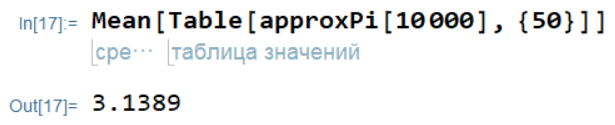 In[17]:= Mean[Table[approxPi[10000], {50}]]
сре⋯ таблица значений
Out[17]= 3.1389